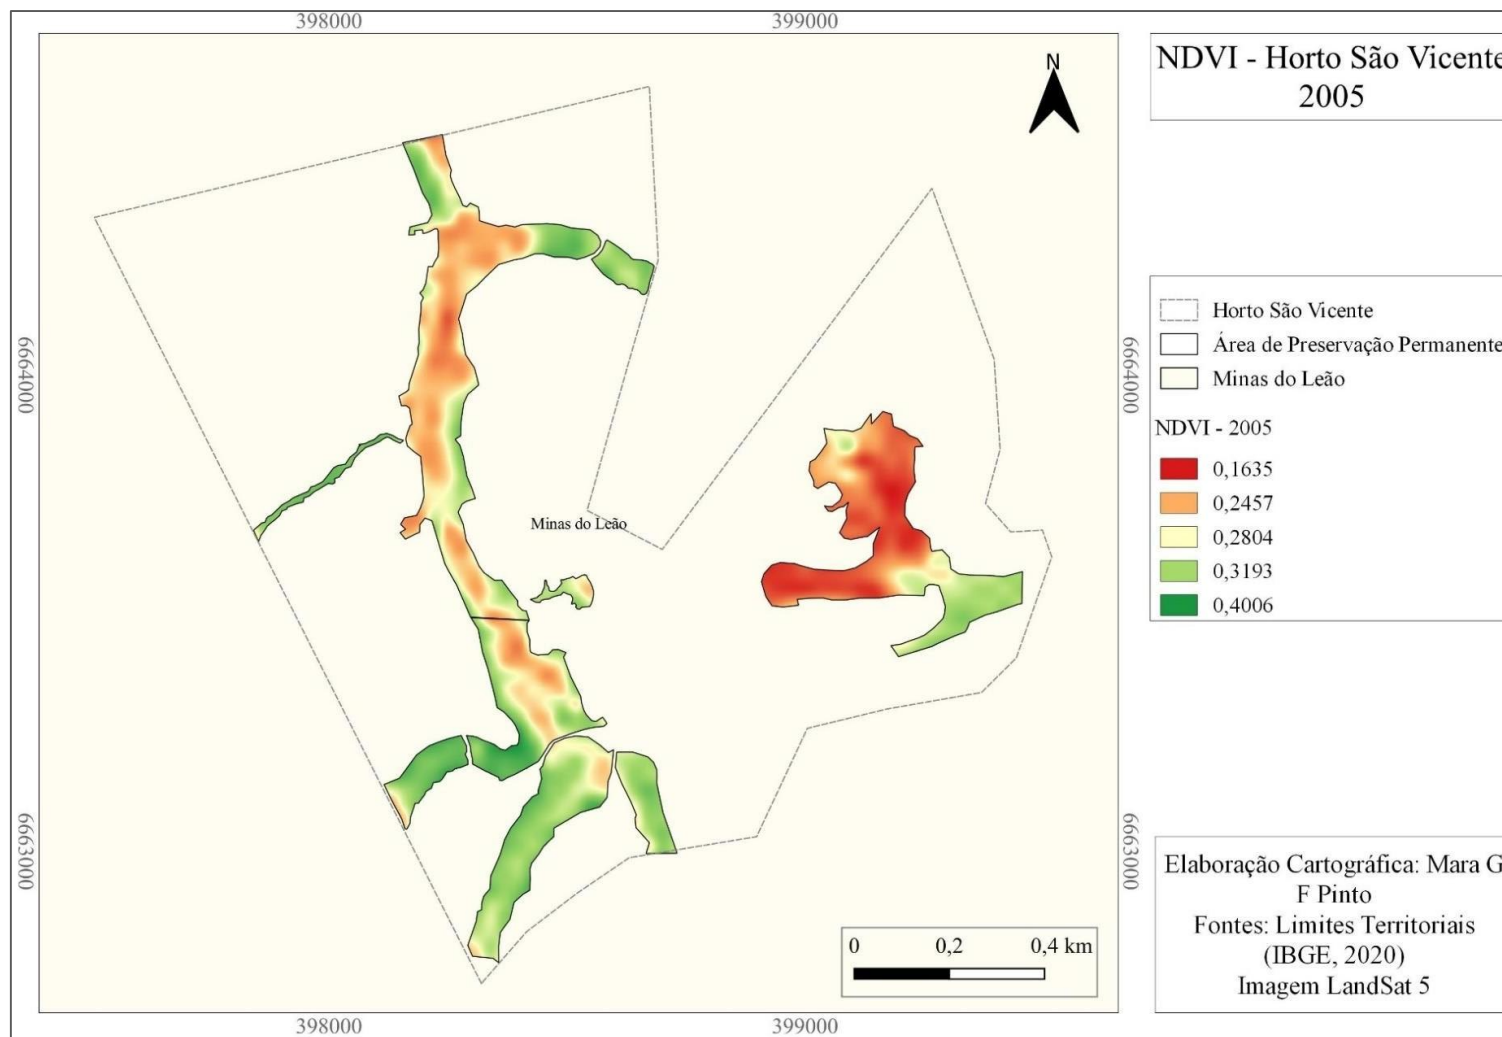 398000
399000
N
NDVI - Horto São Vicente
2005
Horto São Vicente
Área de Preservação Permanente
Minas do Leão
NDVI - 2005
0,1635
0,2457
0,2804
0,3193
0,4006
6664000
6664000
Minas do Leão
6663000
6663000
Elaboração Cartográfica: Mara G
F Pinto
Fontes: Limites Territoriais
(IBGE, 2020)
Imagem LandSat 5
0 0,2 0,4 km
398000
399000